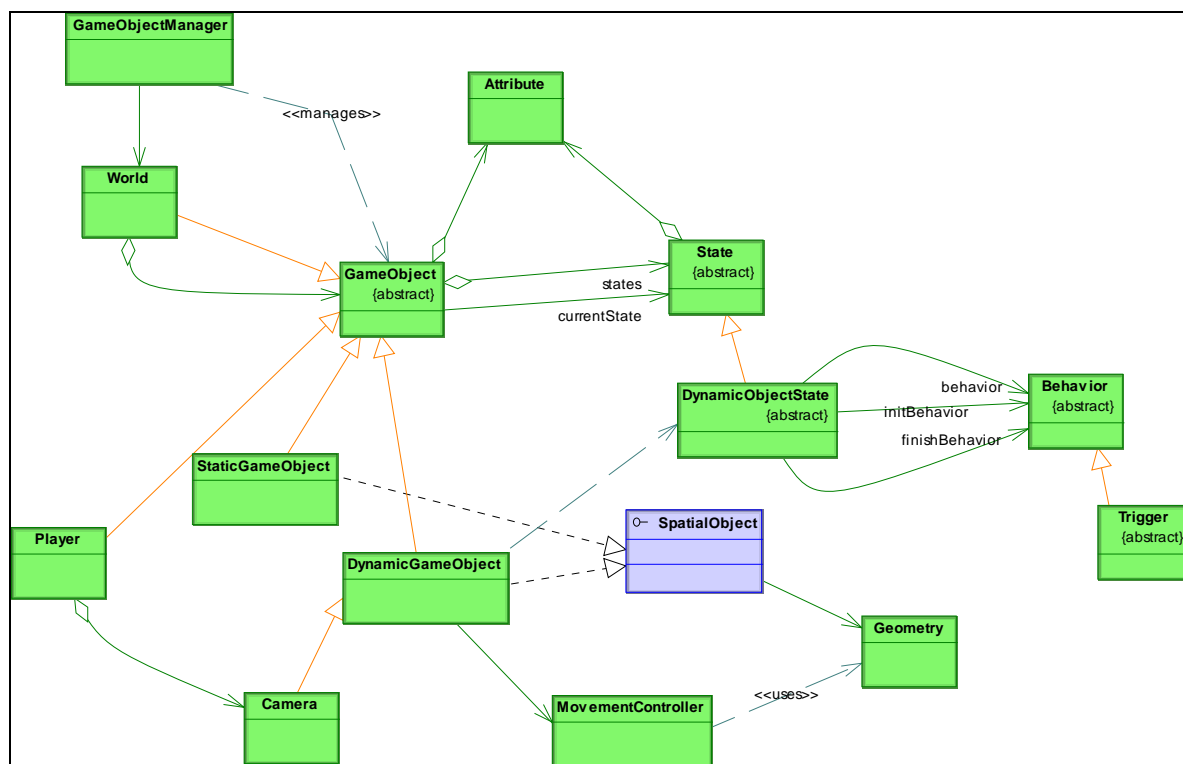 GameObjectManager
Attribute
<<manages>>
World
State
{abstract}
GameObject
{abstract}
states
currentState
DynamicObjectState
{abstract}
behavior
initBehavior
finishBehavior
Behavior
{abstract}
StaticGameObject
SpatialObject
Trigger
{abstract}
Player
DynamicGameObject
Geometry
Camera
MovementController
<<uses>>